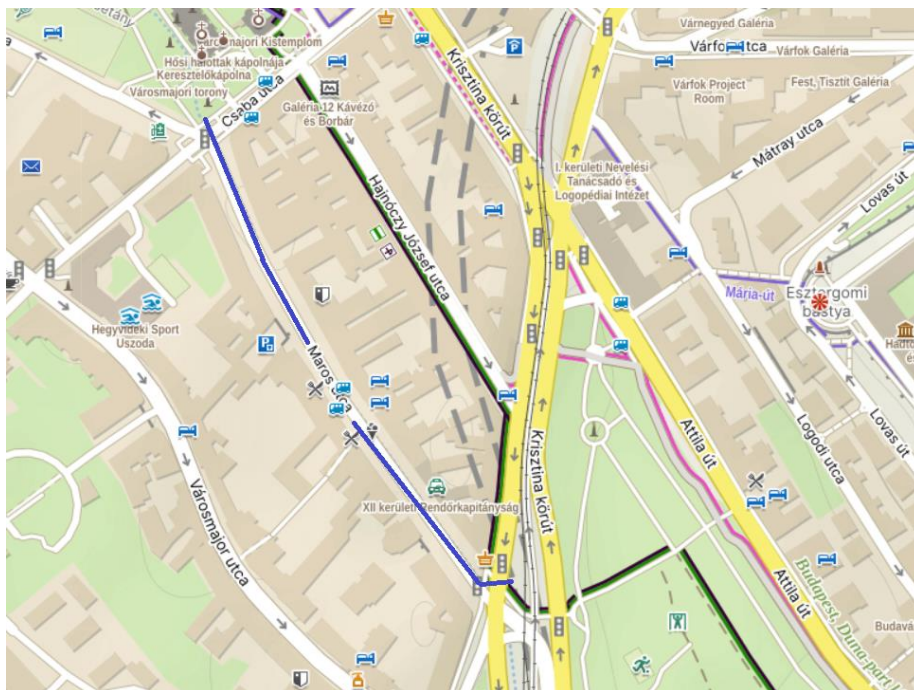 Várnegyed Galéria
Városmajori Kistemplom
Hősi halottak kápolnája
Keresztelőkápolna
Városmajori torony
Csaba utca
Galéria 12 Kávézó
és Borbár
Krisztina körút
Várfok utca
Várfok Galéria
Várfok Project
Room
Fest, Tisztít Galéria
Mátray utca
Lovas út
I. kerületi Nevelési
Tanácsadó és
Logopédiai Intézet
Hajnóczy József utca
Mária-út
Esztergomi
bástya
Hegyvidéki Sport
Uszoda
Maros utca
Városmajor utca
XII kerületi Rendőrkapitányság
Krisztina körút
Attila út
Logodi utca
Lovas út
Attila út
Budapest, Duna-part